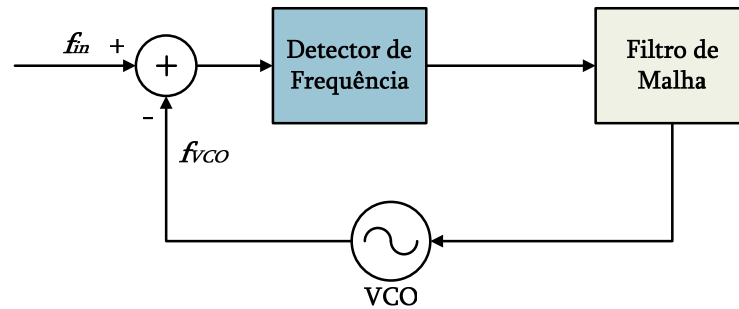 fin +
+
Detector de
Frequência
Filtro de
Malha
-
fVCO
VCO